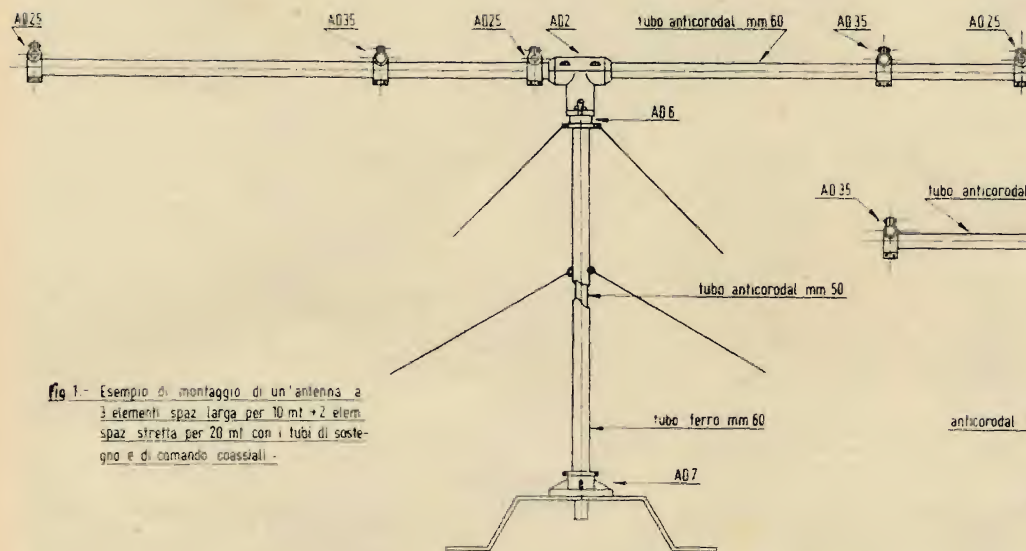 AD25
AD35
AD25
AD2
tubo anticorodal mm 60
AD35
AD25
AD6
AD35
tubo anticorodal
tubo anticorodal mm 50
fig 1.- Esempio di montaggio di un'antenna a
3 elementi spaz larga per 10 mt + 2 elem
spaz stretta per 20 mt con i tubi di soste-
gno e di comando coassiali -
tubo ferro mm 60
anticorodal
AD7